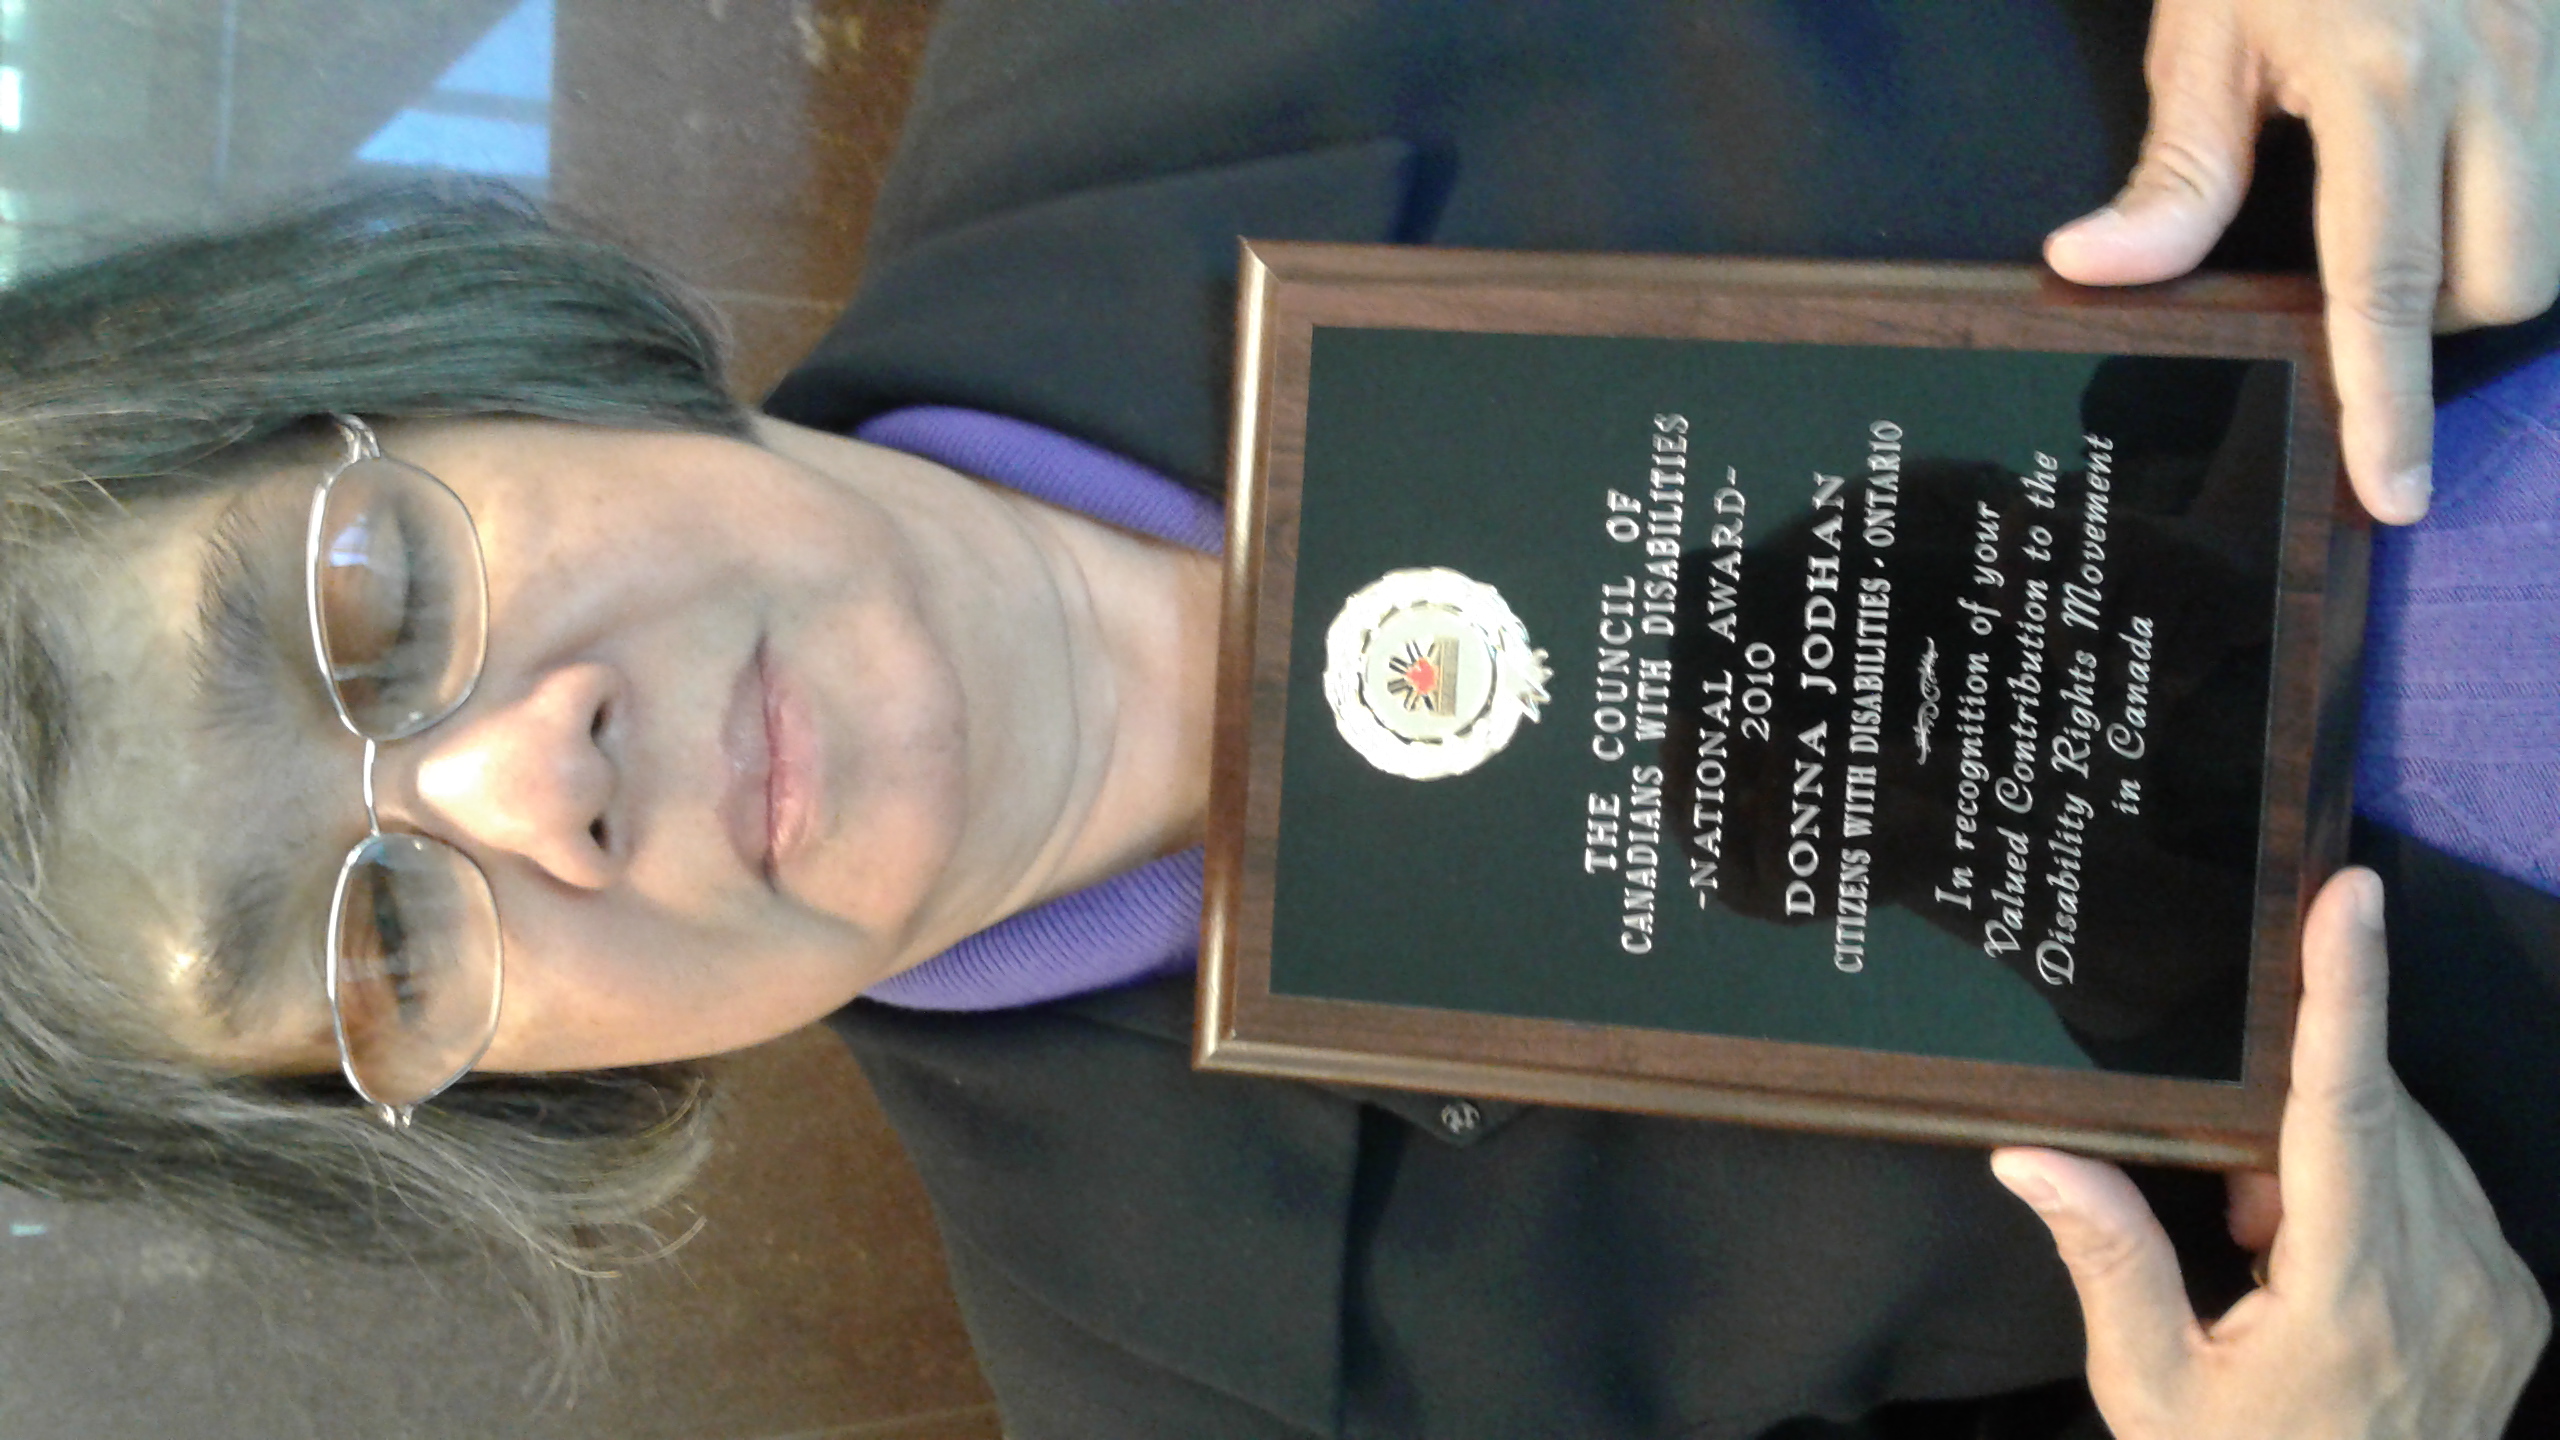 THE COUNCIL OF
CANADIANS WITH DISABILITIES
-NATIONAL AWARD-
2010
DONNA JODHAN
CITIZENS WITH DISABILITIES - ONTARIO
In recognition of your
Valued Contribution to the
Disability Rights Movement
in Canada